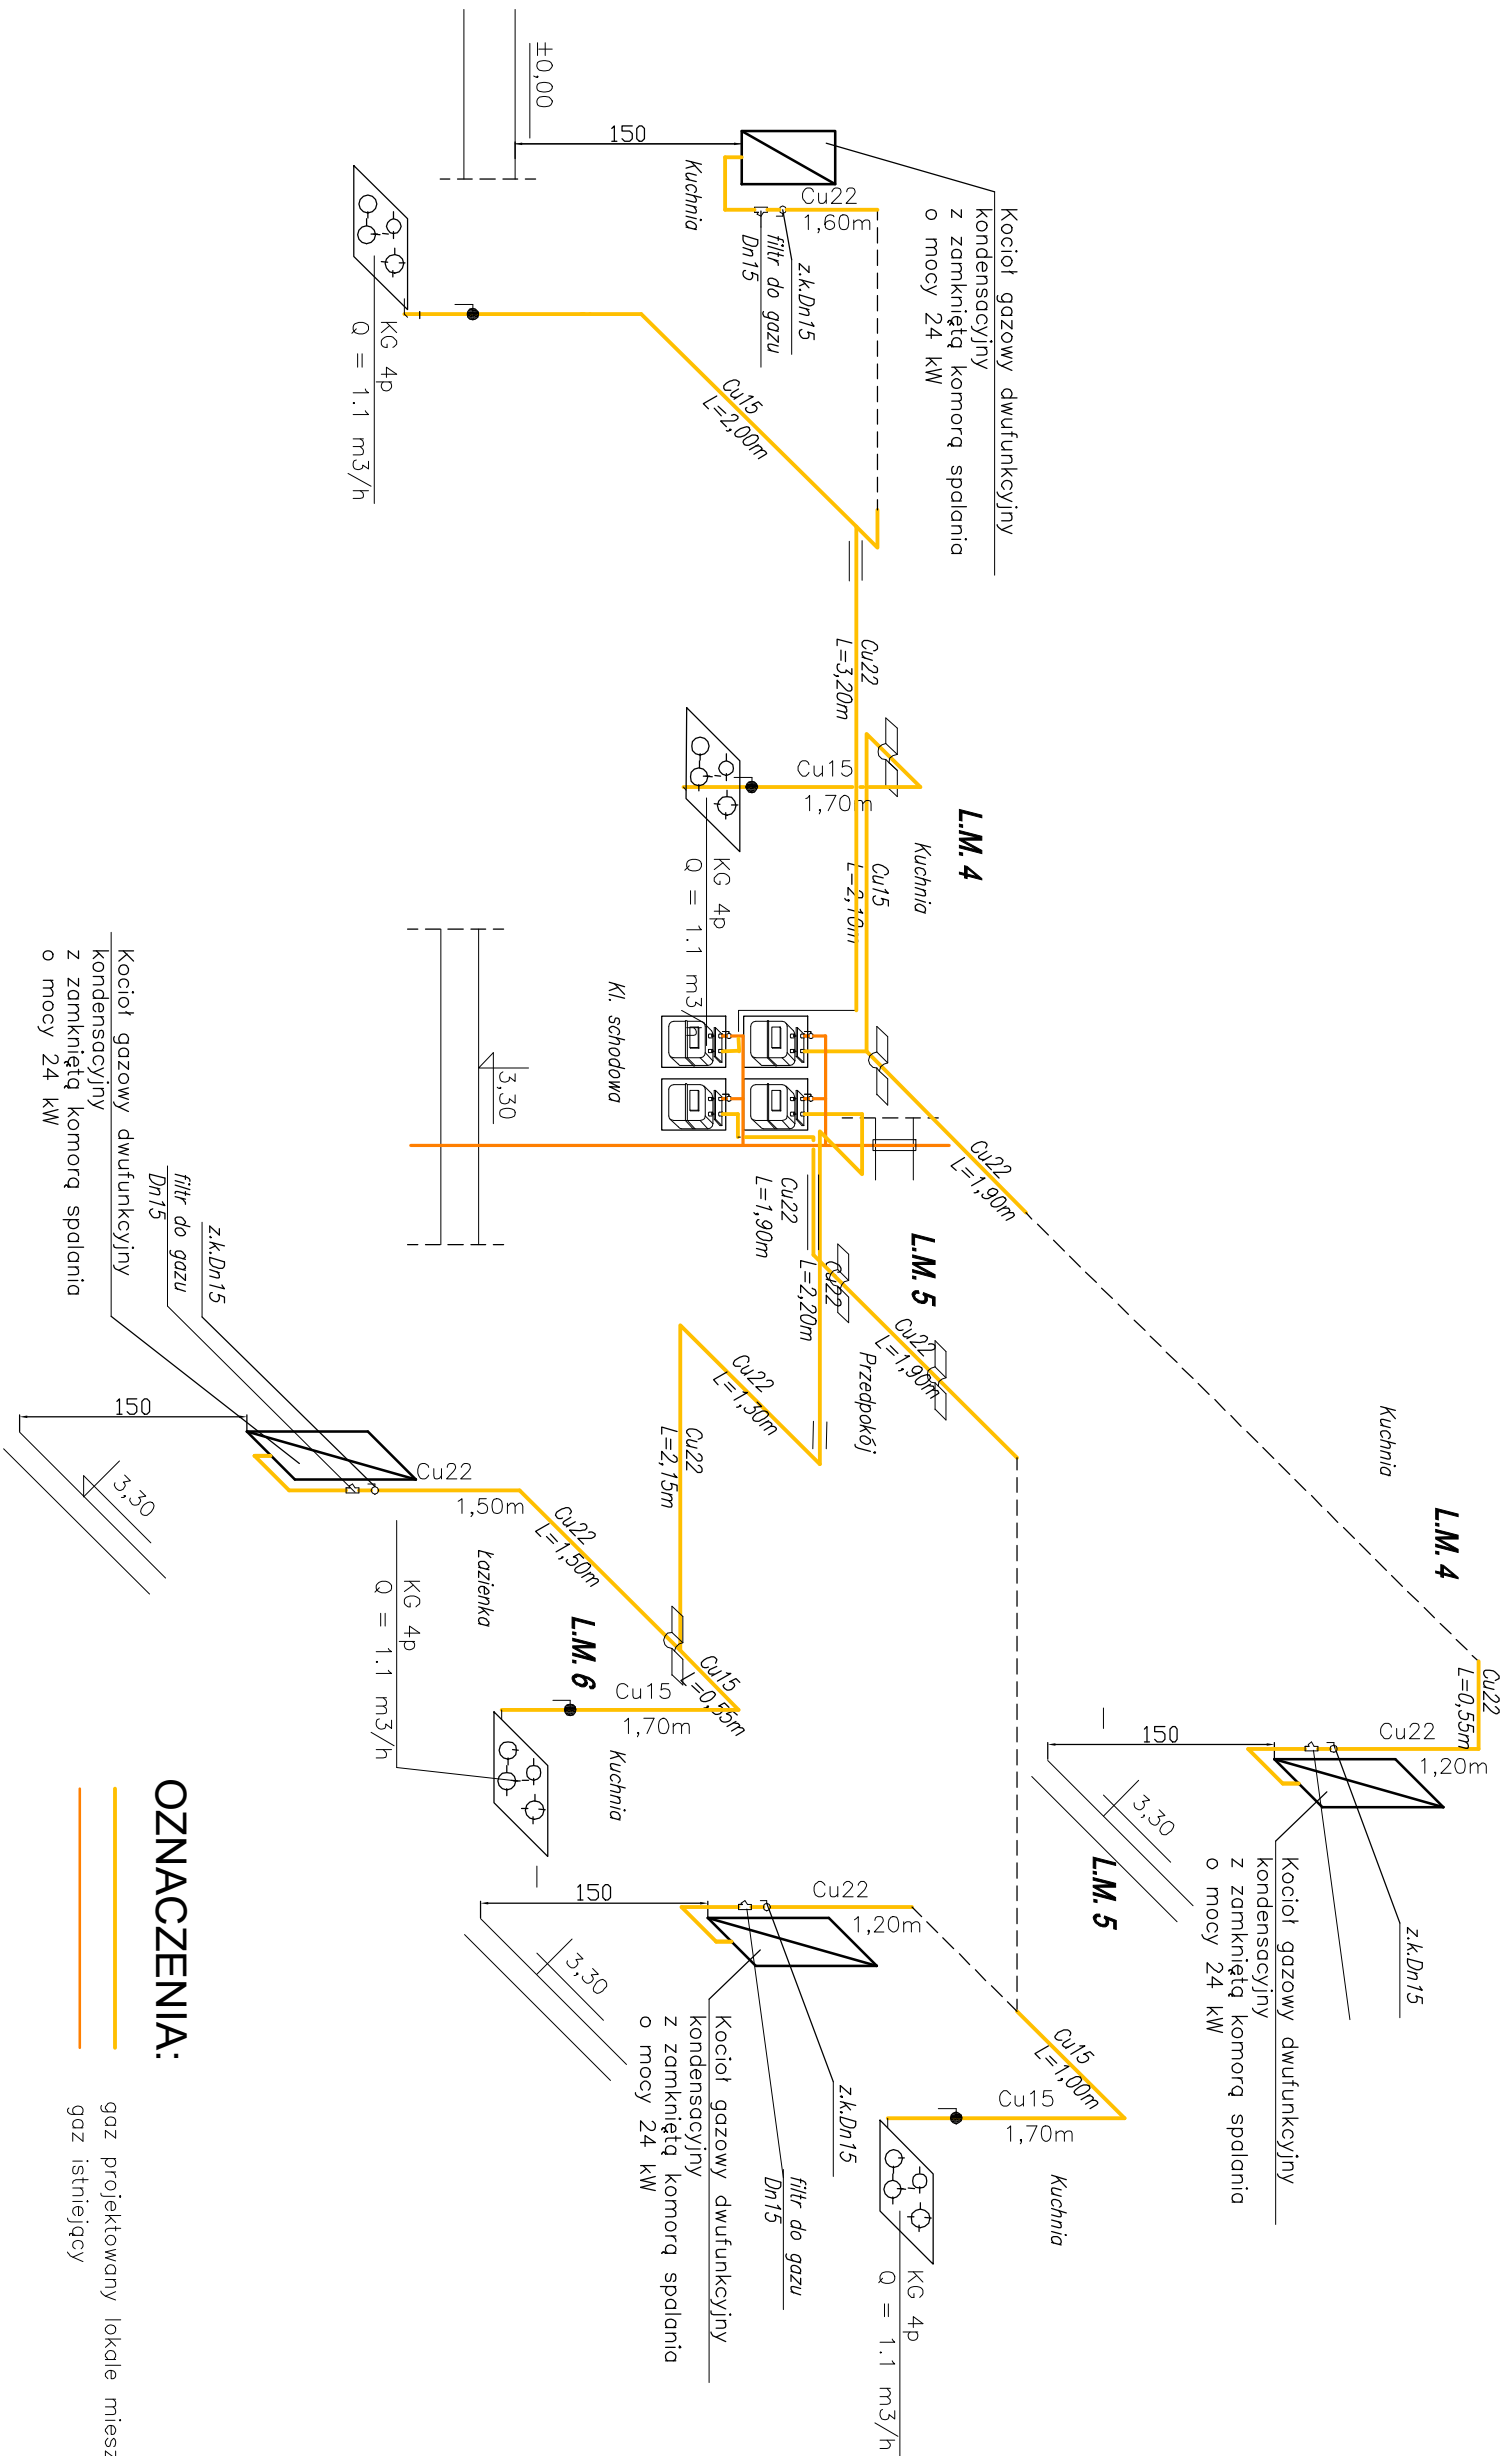 ±0,00
150
Kuchnia
Cu22
1,60m
z.k.Dn15
filtr do gazu
Dn15
Kocioł gazowy dwufunkcyjny
kondensacyjny
z zamkniętą komorą spalania
o mocy 24 kW
KG 4p
Q = 1.1 m3/h
Cu15
L=2,00m
Cu22
L=3,20m
Cu15
1,70m
L.M. 4
Kuchnia
Cu15
L=2,10m
KG 4p
Q = 1.1 m3/h
Kl. schodowa
3,30
Cu22
L=1,90m
Cu22
L=1,90m
L.M. 5
Cu22
L=2,20m
Cu22
L=1,90m
Przedpokój
Cu22
L=1,30m
Cu22
L=2,15m
Kocioł gazowy dwufunkcyjny
kondensacyjny
z zamkniętą komorą spalania
o mocy 24 kW
filtr do gazu
Dn15
z.k.Dn15
150
3,30
Cu22
1,50m
Cu22
L=1,50m
Łazienka
KG 4p
Q = 1.1 m3/h
L.M. 6
Cu15
L=0,55m
Cu15
1,70m
Kuchnia
Kuchnia
L.M. 4
Cu22
L=0,55m
Cu22
1,20m
150
3,30
z.k.Dn15
Kocioł gazowy dwufunkcyjny
kondensacyjny
z zamkniętą komorą spalania
o mocy 24 kW
L.M. 5
Cu22
1,20m
150
3,30
z.k.Dn15
filtr do gazu
Dn15
Kocioł gazowy dwufunkcyjny
kondensacyjny
z zamkniętą komorą spalania
o mocy 24 kW
Cu15
L=1,00m
Cu15
1,70m
Kuchnia
KG 4p
Q = 1.1 m3/h
OZNACZENIA:
gaz projektowany lokale miesz
gaz istniejący